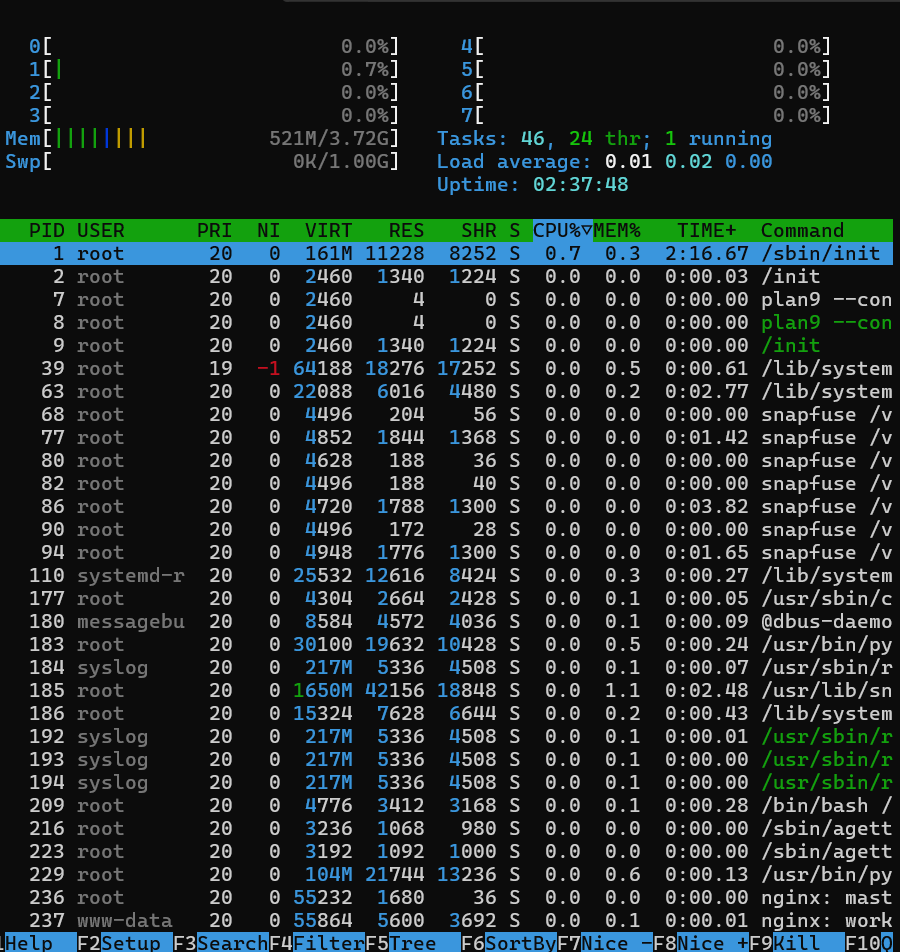 0[ 0.0%] 4[ 0.0%]
1[| 0.7%] 5[ 0.0%]
2[ 0.0%] 6[ 0.0%]
3[ 0.0%] 7[ 0.0%]
Mem[|||||||| 521M/3.72G] Tasks: 46, 24 thr; 1 running
Swp[ 0K/1.00G] Load average: 0.01 0.02 0.00
Uptime: 02:37:48
PID USER PRI NI VIRT RES SHR S CPU%▽MEM% TIME+ Command
1 root 20 0 161M 11228 8252 S 0.7 0.3 2:16.67 /sbin/init
2 root 20 0 2460 1340 1224 S 0.0 0.0 0:00.03 /init
7 root 20 0 2460 4 0 S 0.0 0.0 0:00.00 plan9 --con
8 root 20 0 2460 4 0 S 0.0 0.0 0:00.00 plan9 --con
9 root 20 0 2460 1340 1224 S 0.0 0.0 0:00.00 /init
39 root 19 -1 64188 18276 17252 S 0.0 0.5 0:00.61 /lib/system
63 root 20 0 22088 6016 4480 S 0.0 0.2 0:02.77 /lib/system
68 root 20 0 4496 204 56 S 0.0 0.0 0:00.00 snapfuse /v
77 root 20 0 4852 1844 1368 S 0.0 0.0 0:01.42 snapfuse /v
80 root 20 0 4628 188 36 S 0.0 0.0 0:00.00 snapfuse /v
82 root 20 0 4496 188 40 S 0.0 0.0 0:00.00 snapfuse /v
86 root 20 0 4720 1788 1300 S 0.0 0.0 0:03.82 snapfuse /v
90 root 20 0 4496 172 28 S 0.0 0.0 0:00.00 snapfuse /v
94 root 20 0 4948 1776 1300 S 0.0 0.0 0:01.65 snapfuse /v
110 systemd-r 20 0 25532 12616 8424 S 0.0 0.3 0:00.27 /lib/system
177 root 20 0 4304 2664 2428 S 0.0 0.1 0:00.05 /usr/sbin/c
180 messagebu 20 0 8584 4572 4036 S 0.0 0.1 0:00.09 @dbus-daemo
183 root 20 0 30100 19632 10428 S 0.0 0.5 0:00.24 /usr/bin/py
184 syslog 20 0 217M 5336 4508 S 0.0 0.1 0:00.07 /usr/sbin/r
185 root 20 0 1650M 42156 18848 S 0.0 1.1 0:02.48 /usr/lib/sn
186 root 20 0 15324 7628 6644 S 0.0 0.2 0:00.43 /lib/system
192 syslog 20 0 217M 5336 4508 S 0.0 0.1 0:00.01 /usr/sbin/r
193 syslog 20 0 217M 5336 4508 S 0.0 0.1 0:00.00 /usr/sbin/r
194 syslog 20 0 217M 5336 4508 S 0.0 0.1 0:00.00 /usr/sbin/r
209 root 20 0 4776 3412 3168 S 0.0 0.1 0:00.28 /bin/bash /
216 root 20 0 3236 1068 980 S 0.0 0.0 0:00.00 /sbin/agett
223 root 20 0 3192 1092 1000 S 0.0 0.0 0:00.00 /sbin/agett
229 root 20 0 104M 21744 13236 S 0.0 0.6 0:00.13 /usr/bin/py
236 root 20 0 55232 1680 36 S 0.0 0.0 0:00.00 nginx: mast
237 www-data 20 0 55864 5600 3692 S 0.0 0.1 0:00.01 nginx: work
1Help F2Setup F3SearchF4FilterF5Tree F6SortByF7Nice -F8Nice +F9Kill F10Q